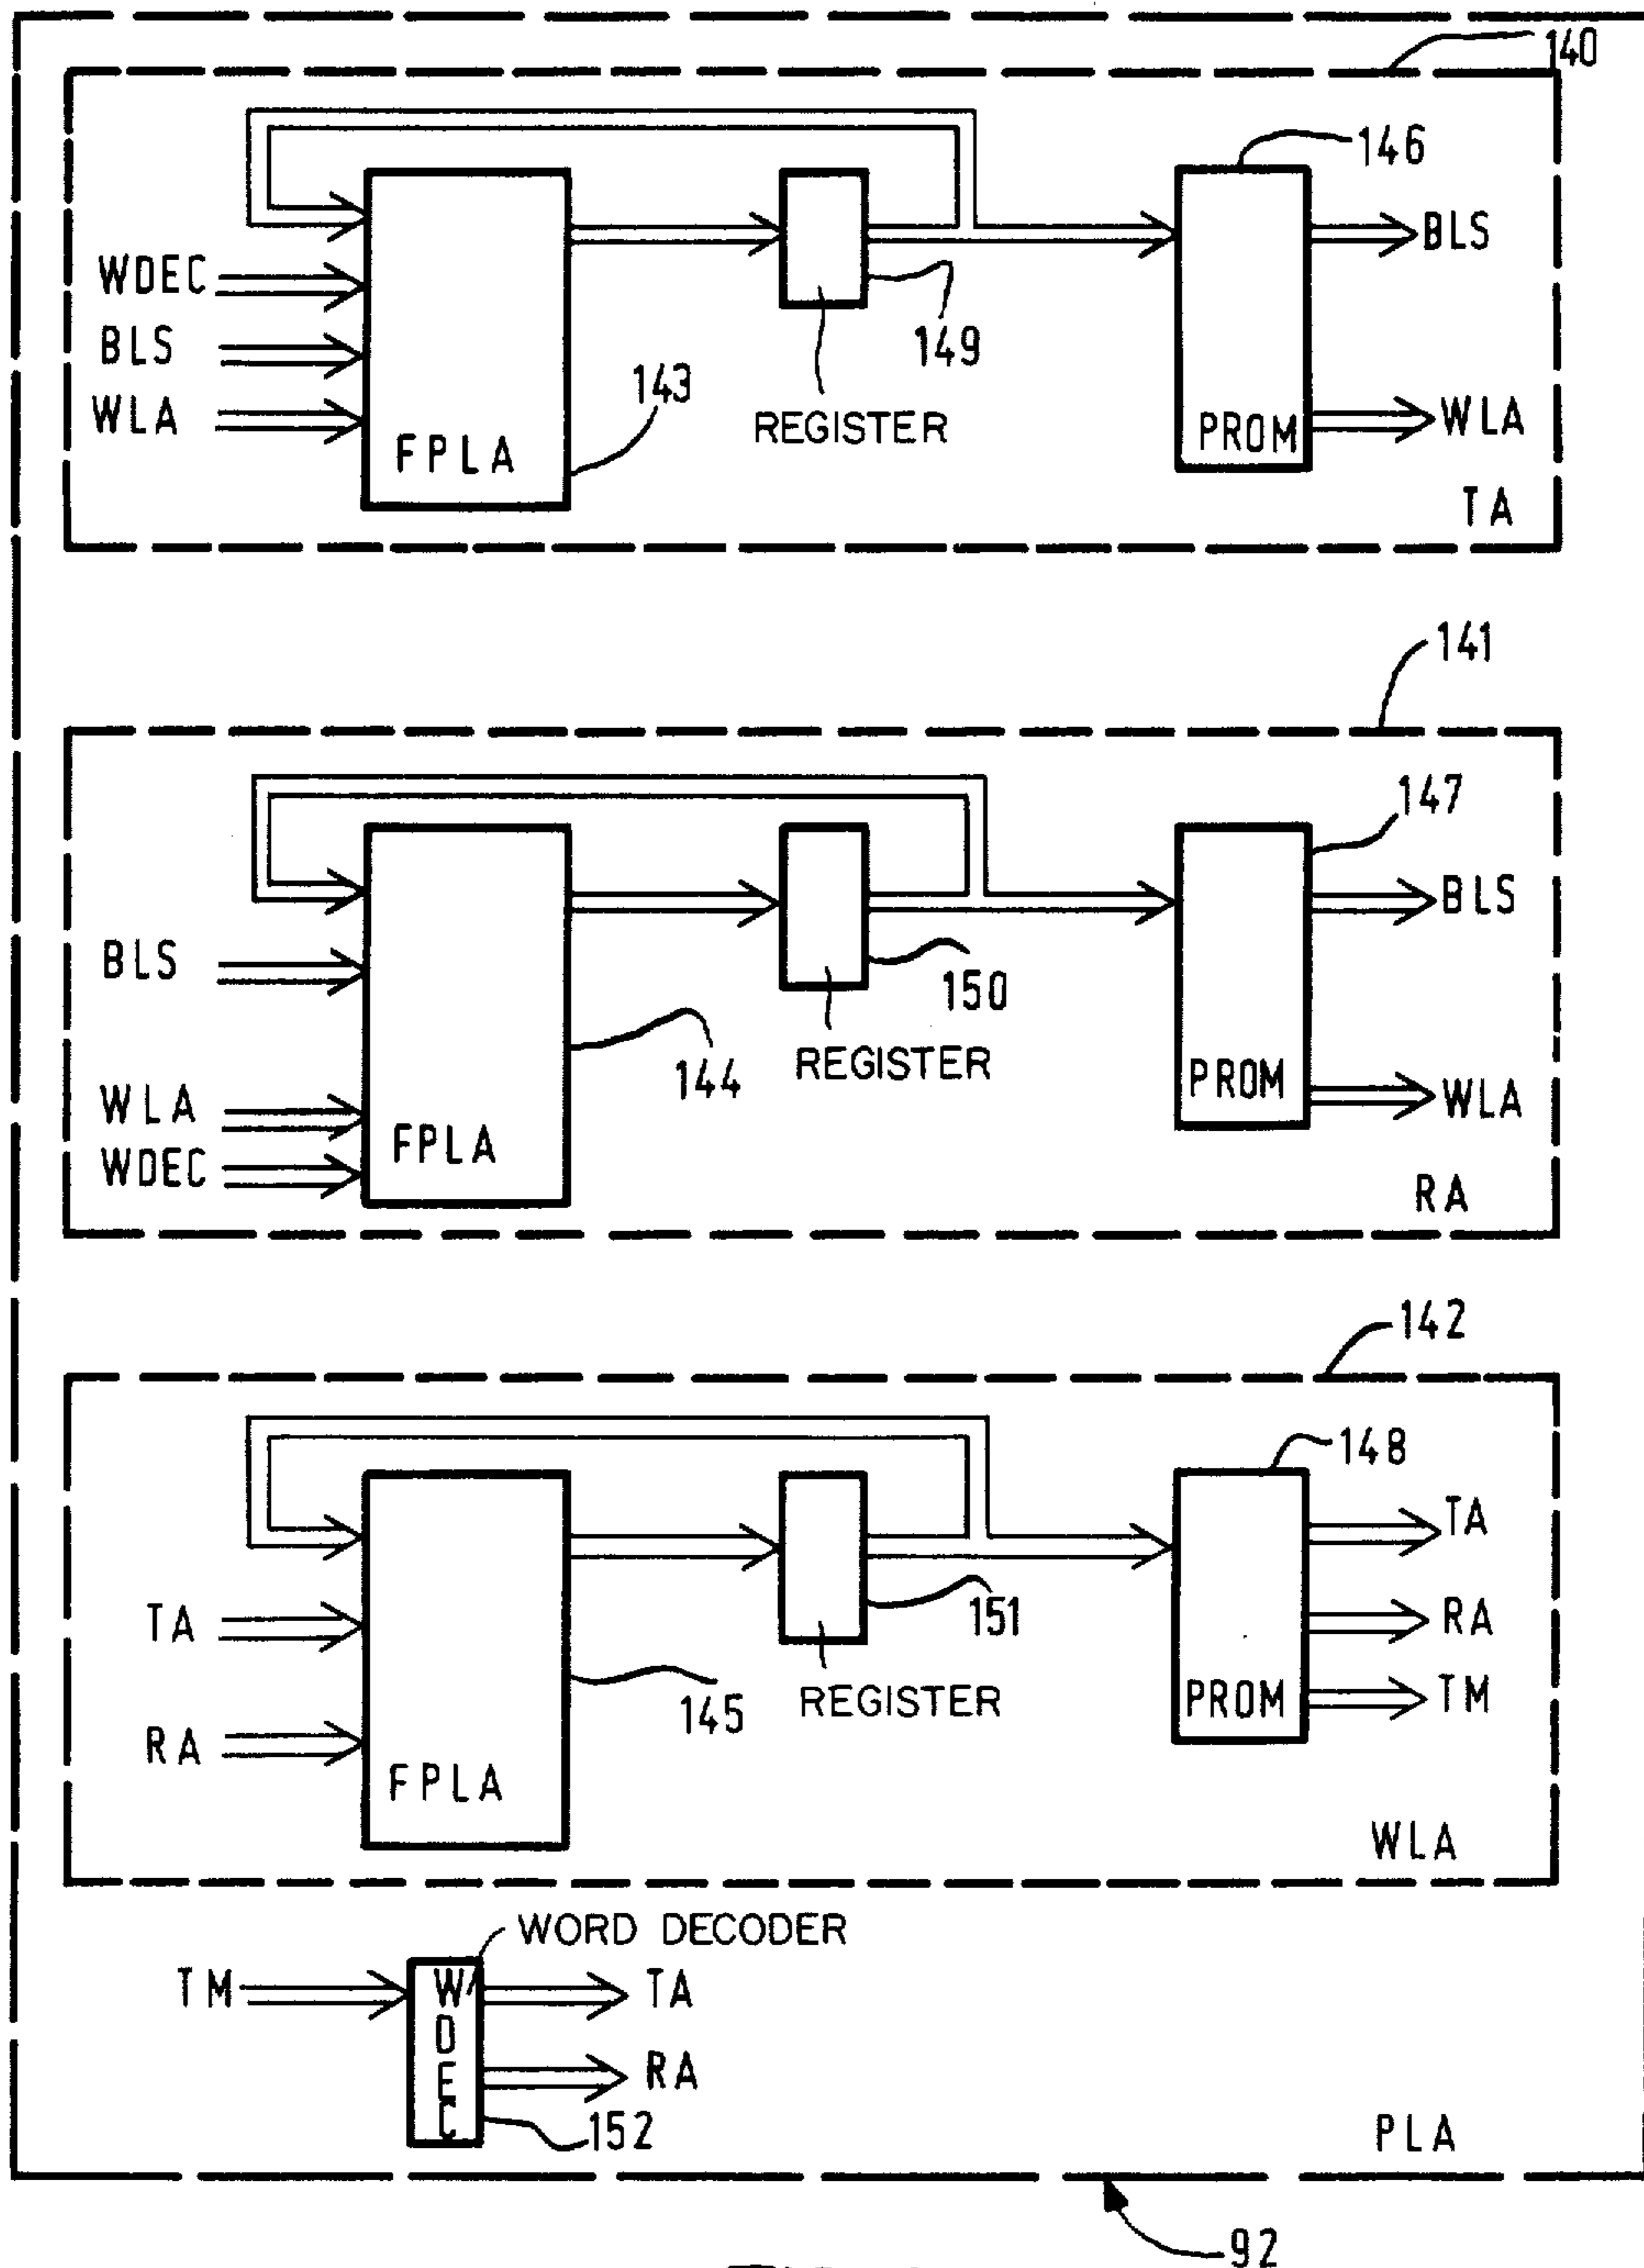 140
146
BLS
WDEC
BLS
149
143
WLA
REGISTER
WLA
FPLA
PROM
TA
141
147
BLS
BLS
150
144
REGISTER
PROM
WLA
WLA
FPLA
WDEC
RA
142
148
TA
TA
151
RA
145
REGISTER
PROM
TM
RA
FPLA
WLA
WORD DECODER
TM
WDEC
TA
RA
152
PLA
92